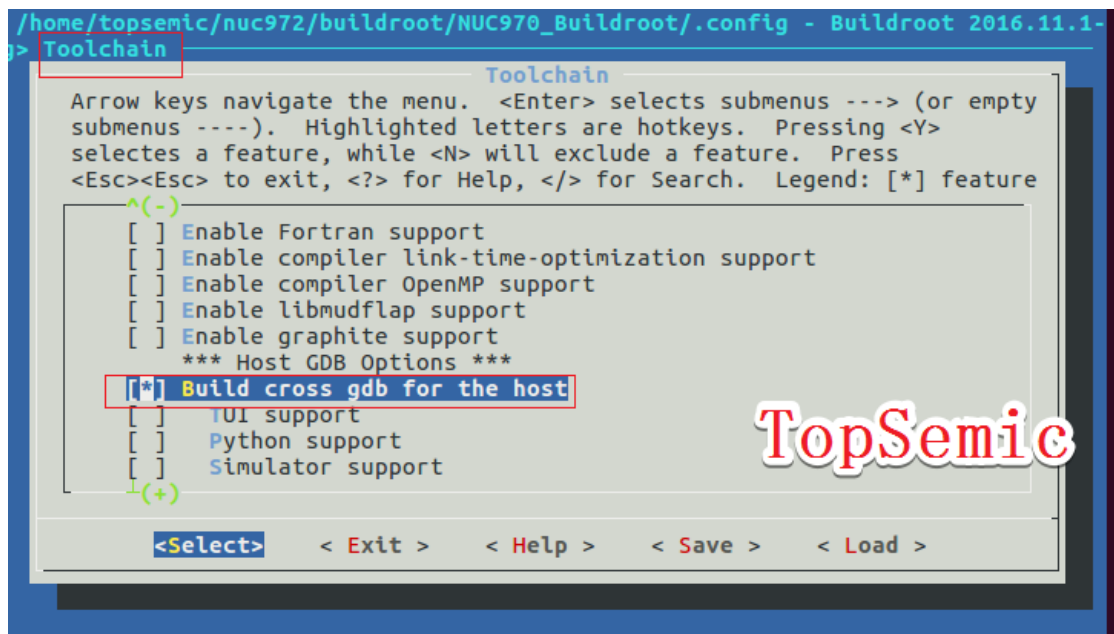 /home/topsemic/nuc972/buildroot/NUC970_Buildroot/.config - Buildroot 2016.11.1-
g> Toolchain
Toolchain
Arrow keys navigate the menu.  <Enter> selects submenus ---> (or empty
submenus ----).  Highlighted letters are hotkeys.  Pressing <Y>
selectes a feature, while <N> will exclude a feature.  Press
<Esc><Esc> to exit, <?> for Help, </> for Search.  Legend: [*] feature
^(-)
[ ] Enable Fortran support
[ ] Enable compiler link-time-optimization support
[ ] Enable compiler OpenMP support
[ ] Enable libmudflap support
[ ] Enable graphite support
*** Host GDB Options ***
[*] Build cross gdb for the host
[ ]   TUI support
[ ]   Python support
[ ]   Simulator support
┴(+)
TopSemic
<Select>    < Exit >    < Help >    < Save >    < Load >